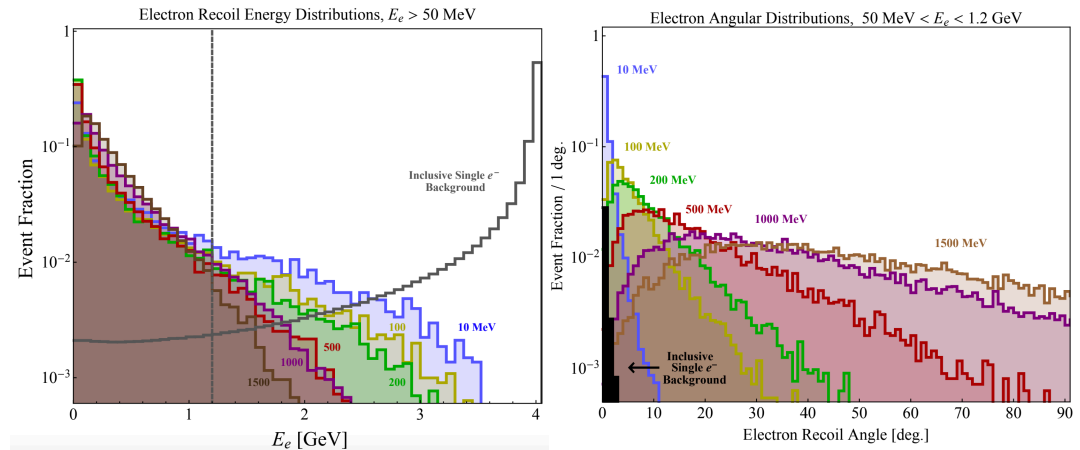 Electron Recoil Energy Distributions, E_e > 50 MeV
1
10⁻¹
10⁻²
10⁻³
Event Fraction
Inclusive Single e⁻
Background
10 MeV
100
200
500
1000
1500
0
1
2
3
4
E_e [GeV]
Electron Angular Distributions, 50 MeV < E_e < 1.2 GeV
1
10⁻¹
10⁻²
10⁻³
Event Fraction / 1 deg.
10 MeV
100 MeV
200 MeV
500 MeV
1000 MeV
1500 MeV
Inclusive
Single e⁻
Background
0
10
20
30
40
50
60
70
80
90
Electron Recoil Angle [deg.]